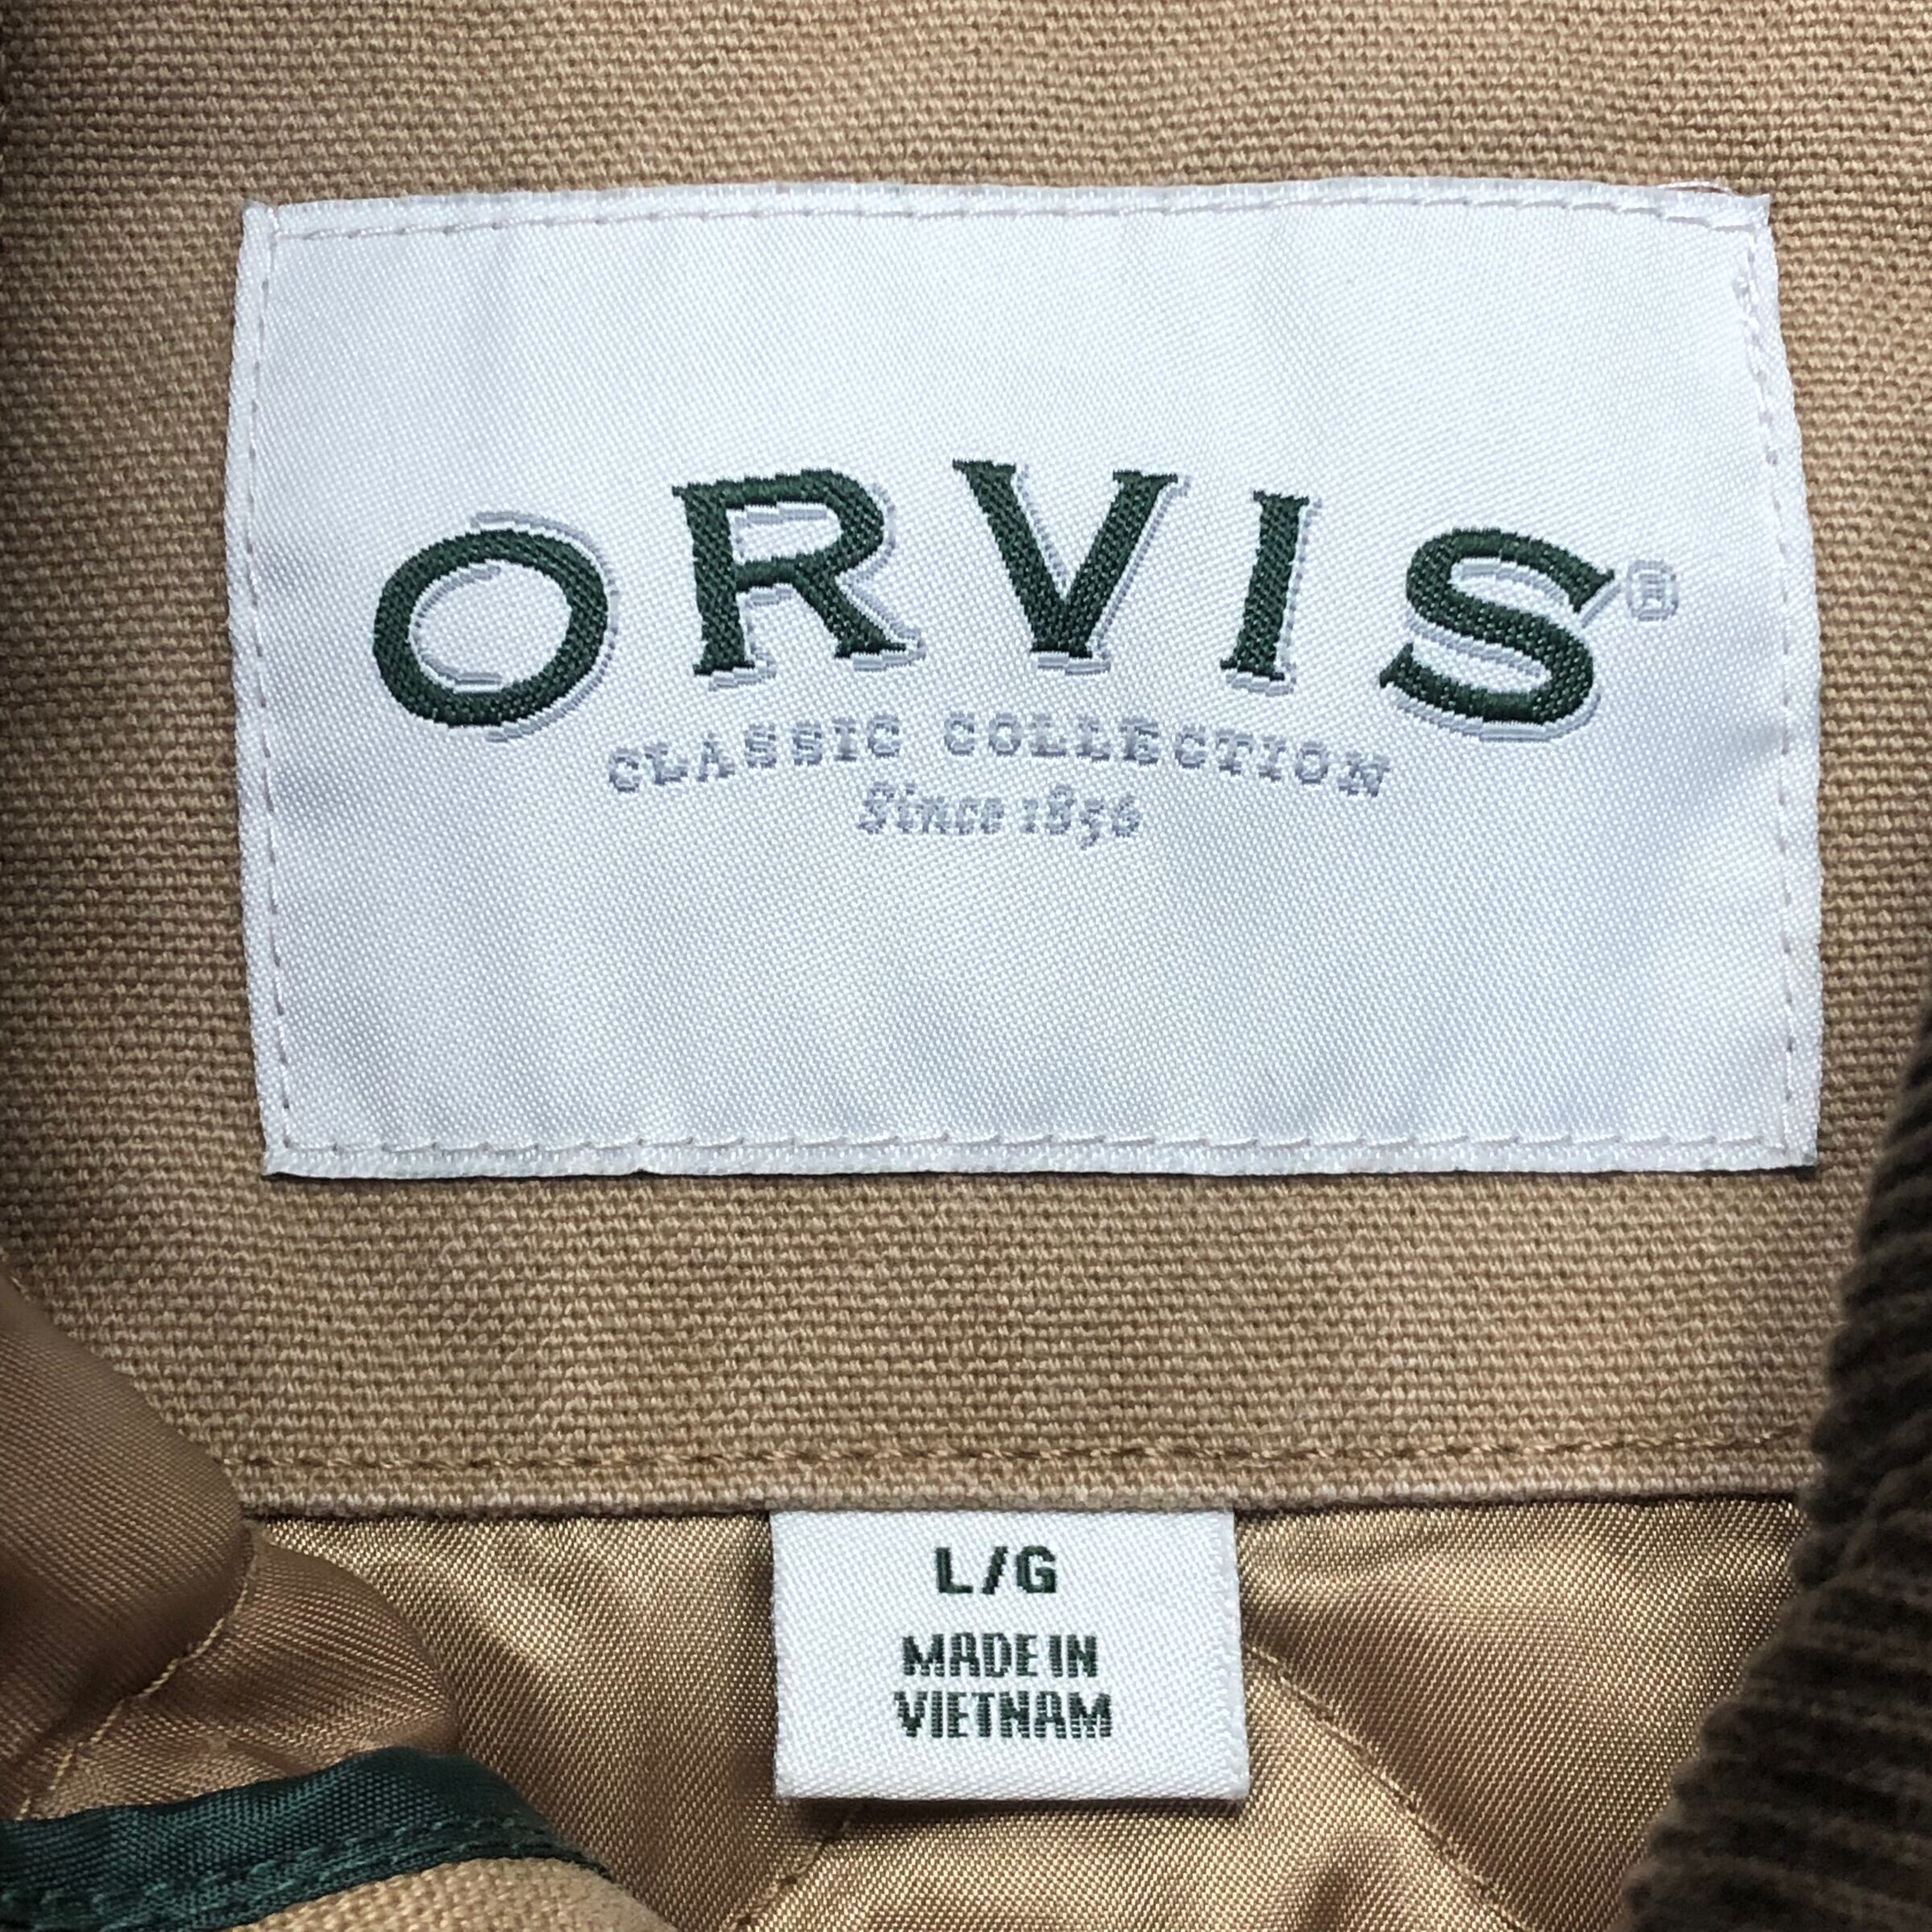 ORVIS®
CLASSIC COLLECTION
Since 1856
L/G
MADE IN
VIETNAM